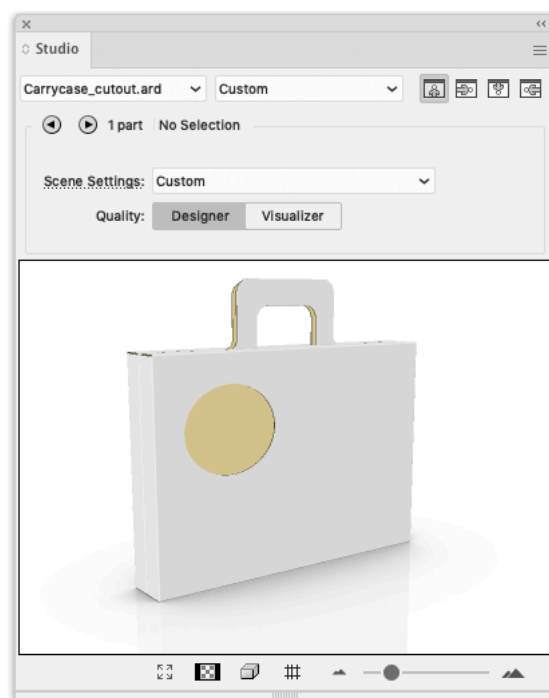 Studio
Carrycase_cutout.ard Custom
1 part No Selection
Scene Settings: Custom
Quality: Designer Visualizer